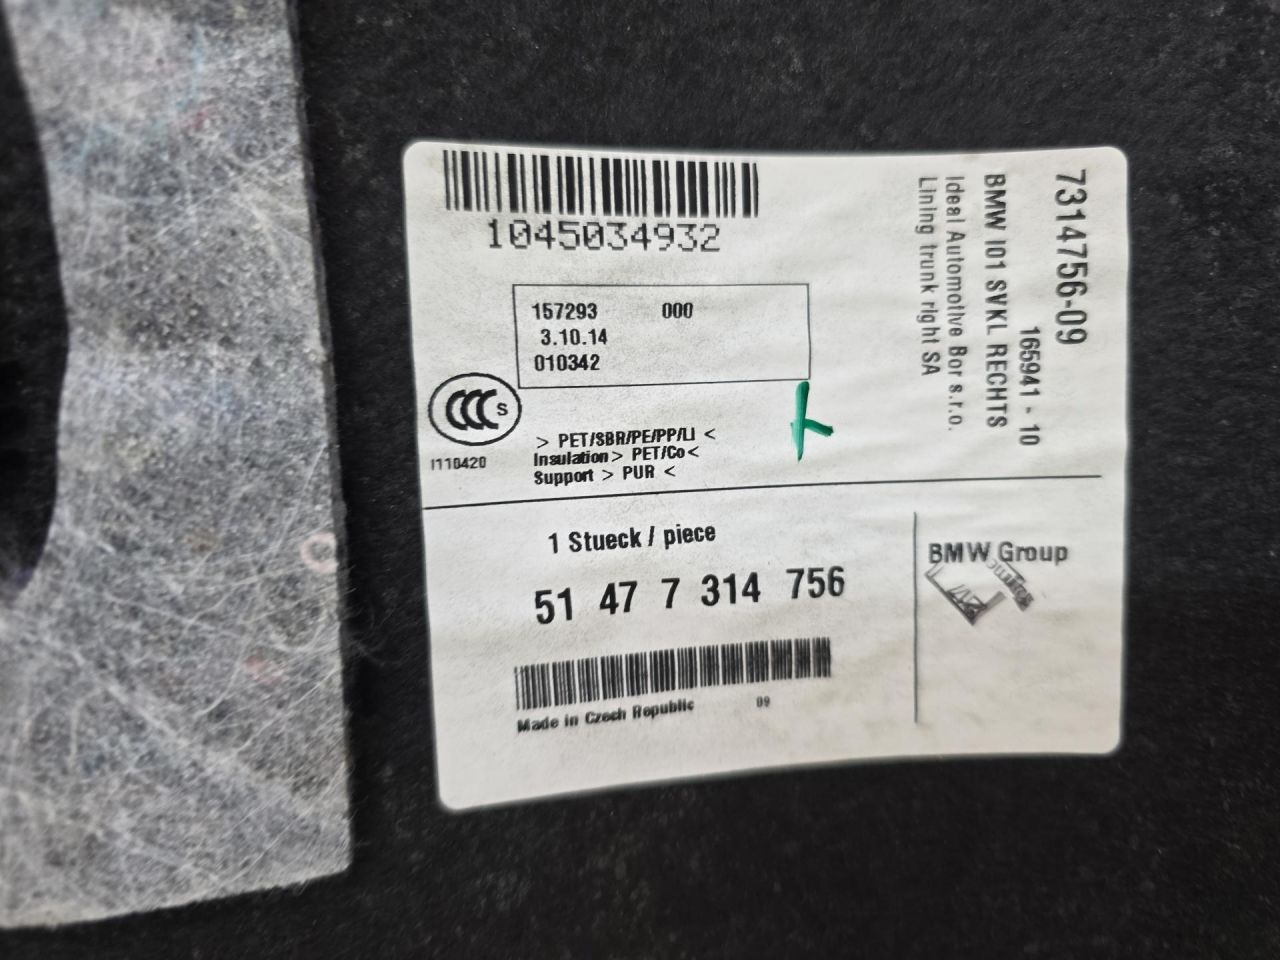 1045034932
157293 000
3.10.14
010342
CCC S
I110420
> PET/SBR/PE/PP/LI <
Insulation > PET/Co <
Support > PUR <
7314756-09
165941 - 10
BMW I01 SVKL RECHTS
Ideal Automotive Bor s.r.o.
Lining trunk right SA
1 Stueck / piece
51 47 7 314 756
Made in Czech Republic 09
BMW Group